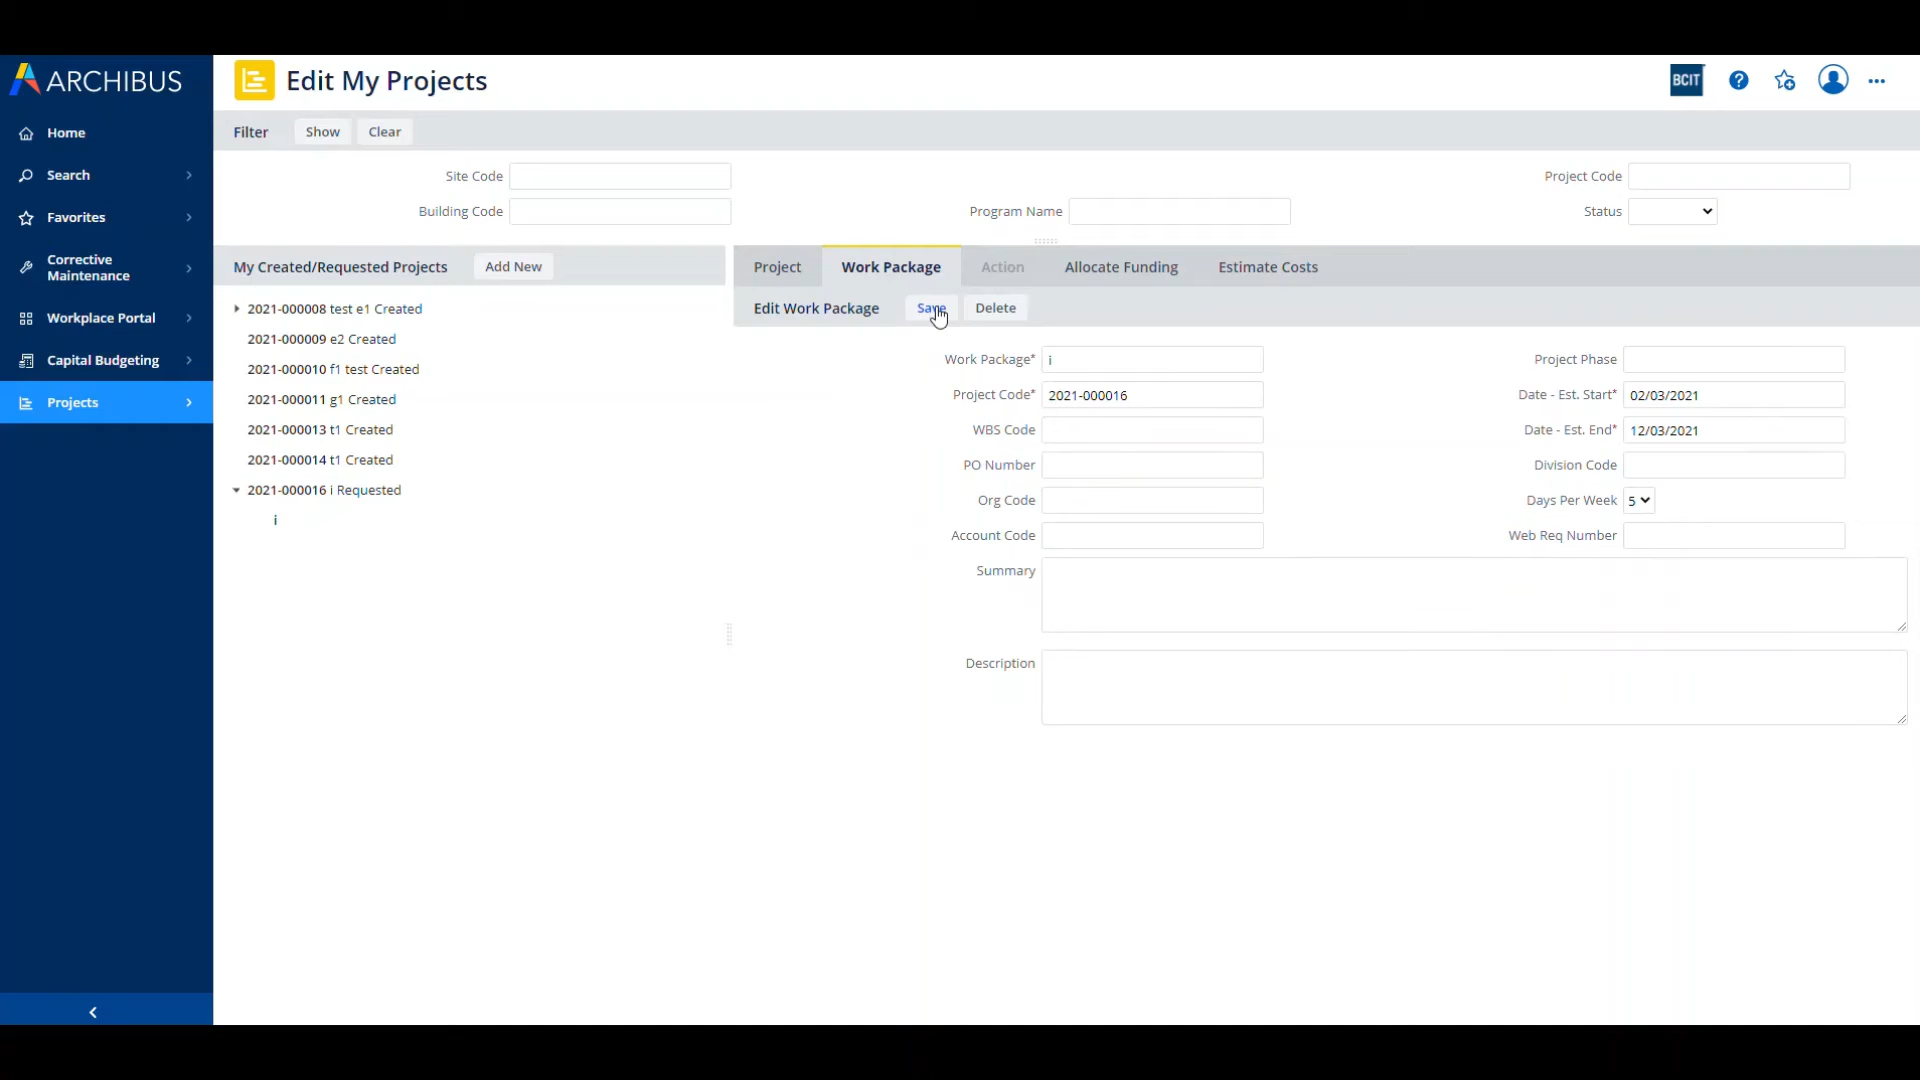 ARCHIBUS
Edit My Projects
BCIT
Home
Search
Favorites
Corrective
Maintenance
Workplace Portal
Capital Budgeting
Projects
Filter Show Clear
Site Code
Project Code
Building Code
Program Name
Status
My Created/Requested Projects Add New
2021-000008 test e1 Created
2021-000009 e2 Created
2021-000010 f1 test Created
2021-000011 g1 Created
2021-000013 t1 Created
2021-000014 t1 Created
2021-000016 i Requested
i
Project Work Package Action Allocate Funding Estimate Costs
Edit Work Package Save Delete
Work Package* i
Project Phase
Project Code* 2021-000016
Date - Est. Start* 02/03/2021
WBS Code
Date - Est. End* 12/03/2021
PO Number
Division Code
Org Code
Days Per Week 5
Account Code
Web Req Number
Summary
Description